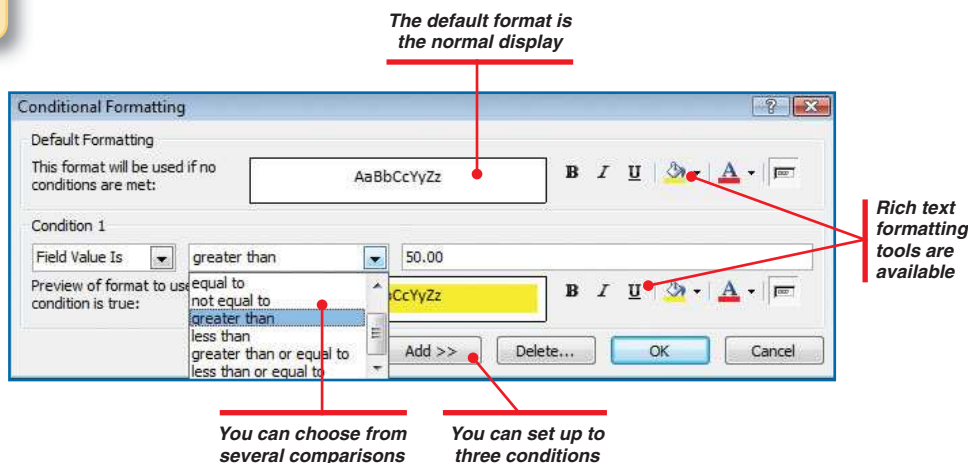 The default format is
the normal display
Conditional Formatting
Default Formatting
This format will be used if no
conditions are met:
AaBbCcYyZz
B I U A
Condition 1
Field Value Is
greater than
50.00
Preview of format to use
condition is true:
equal to
not equal to
greater than
less than
greater than or equal to
less than or equal to
CcYyZz
B I U A
Add >>
Delete...
OK
Cancel
Rich text
formatting
tools are
available
You can choose from
several comparisons
You can set up to
three conditions